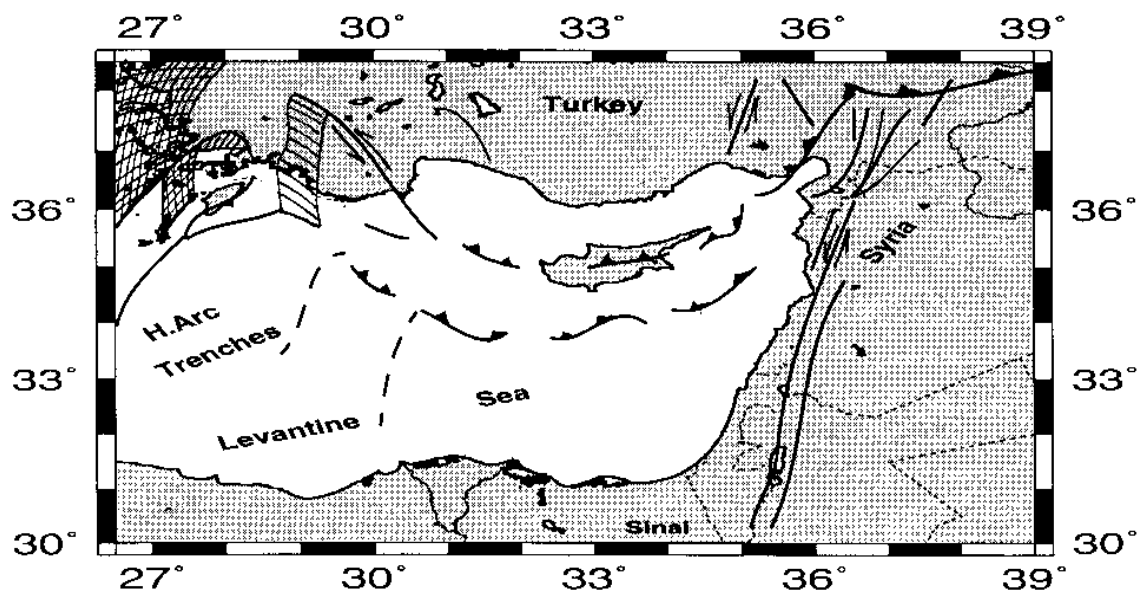 27° 30° 33° 36° 39°
Turkey
36° 36°
Syria
H.Arc
Trenches
33° 33°
Sea
Levantine
Sinai
30° 30°
27° 30° 33° 36° 39°